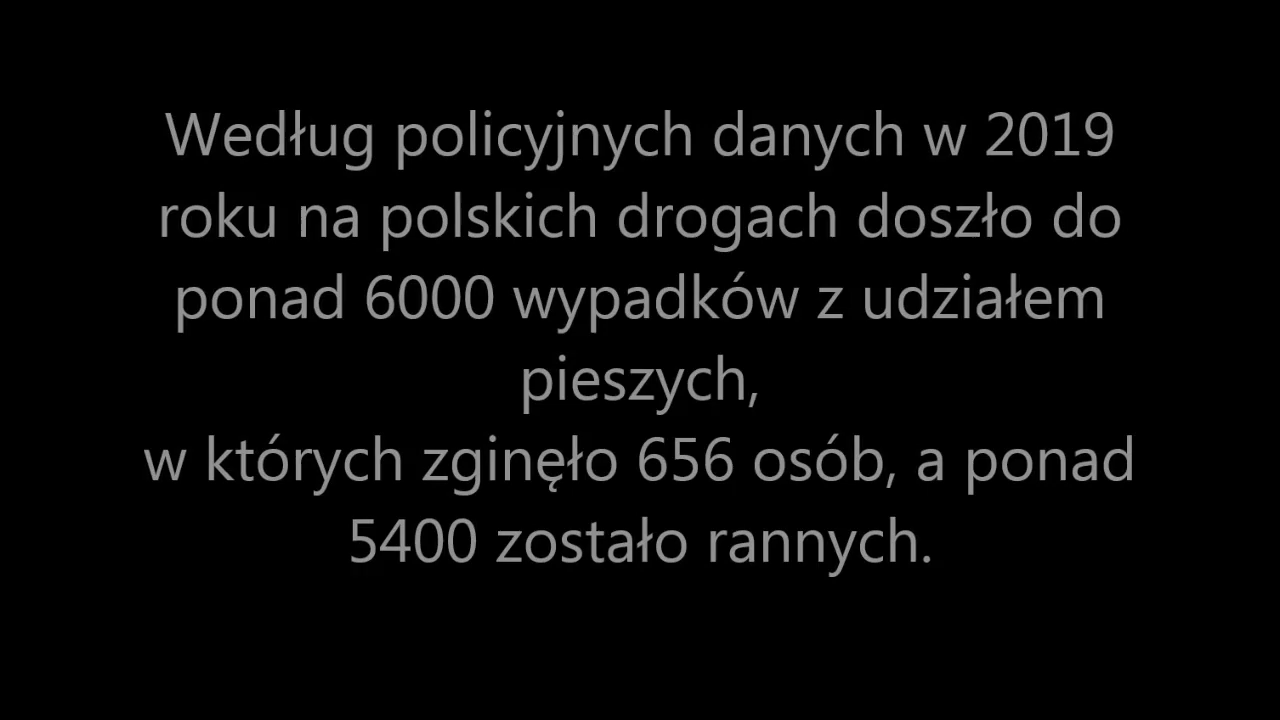 Według policyjnych danych w 2019
roku na polskich drogach doszło do
ponad 6000 wypadków z udziałem
pieszych,
w których zginęło 656 osób, a ponad
5400 zostało rannych.